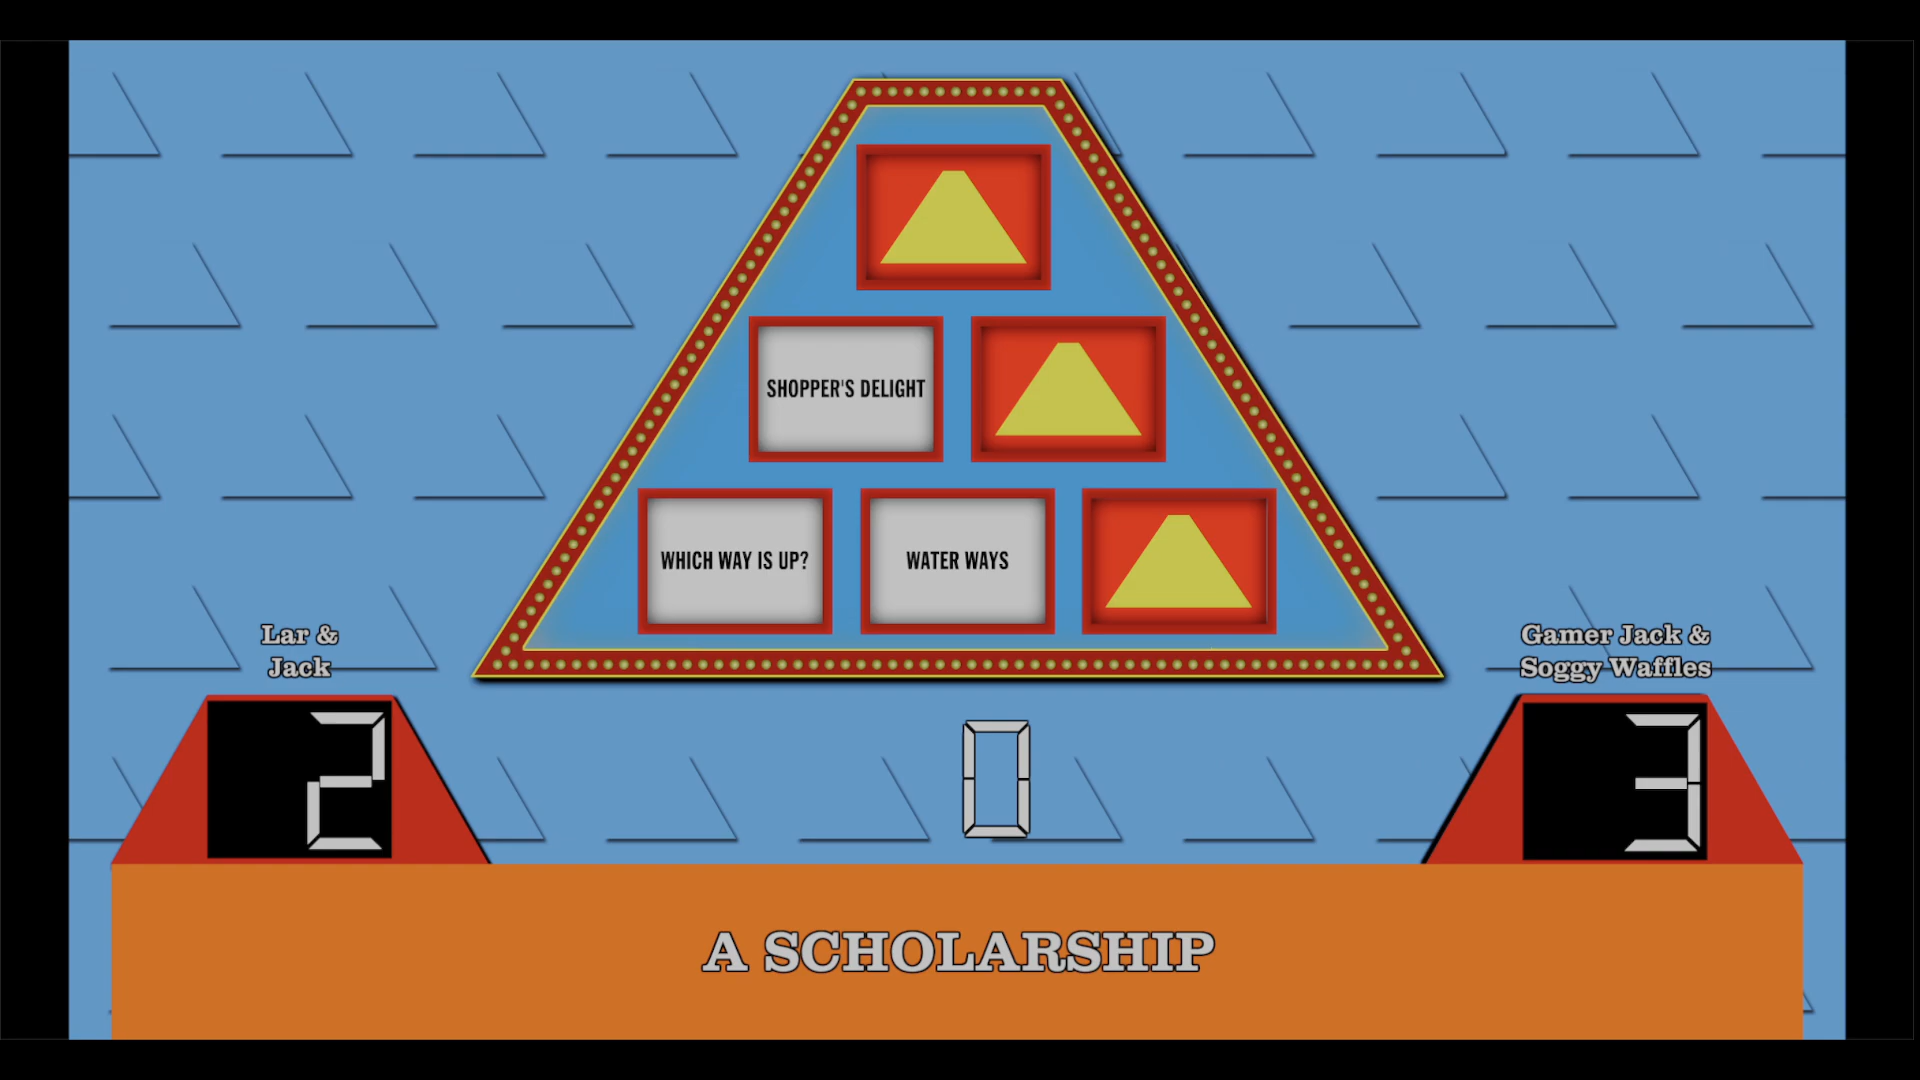 SHOPPER'S DELIGHT
WHICH WAY IS UP?
WATER WAYS
Lar &
Jack
Gamer Jack &
Soggy Waffles
2
0
3
A SCHOLARSHIP